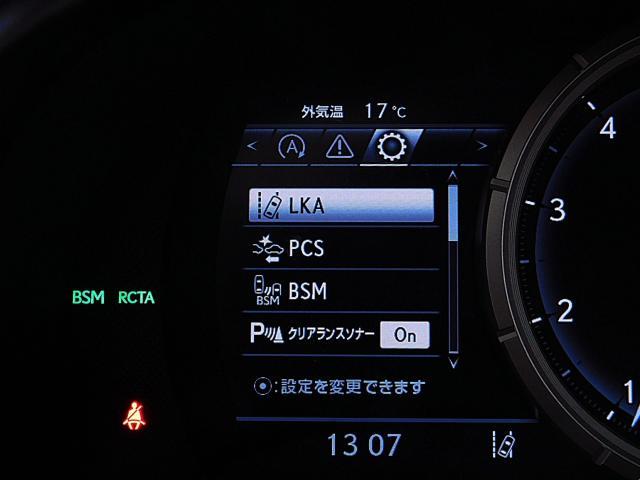 外気温 17℃
< A >
LKA
PCS
BSM
BSM
BSM RCTA
P クリアランスソナー On
:設定を変更できます
13 07
4
3
2
1